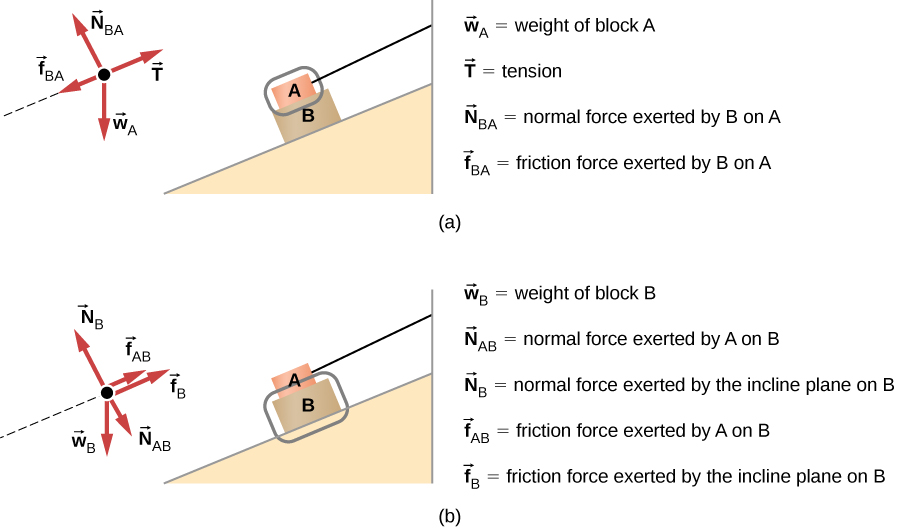 N⃗BA
f⃗BA
T⃗
w⃗A
A
B
w⃗A = weight of block A
T⃗ = tension
N⃗BA = normal force exerted by B on A
f⃗BA = friction force exerted by B on A
(a)
N⃗B
f⃗AB
f⃗B
w⃗B
N⃗AB
A
B
w⃗B = weight of block B
N⃗AB = normal force exerted by A on B
N⃗B = normal force exerted by the incline plane on B
f⃗AB = friction force exerted by A on B
f⃗B = friction force exerted by the incline plane on B
(b)